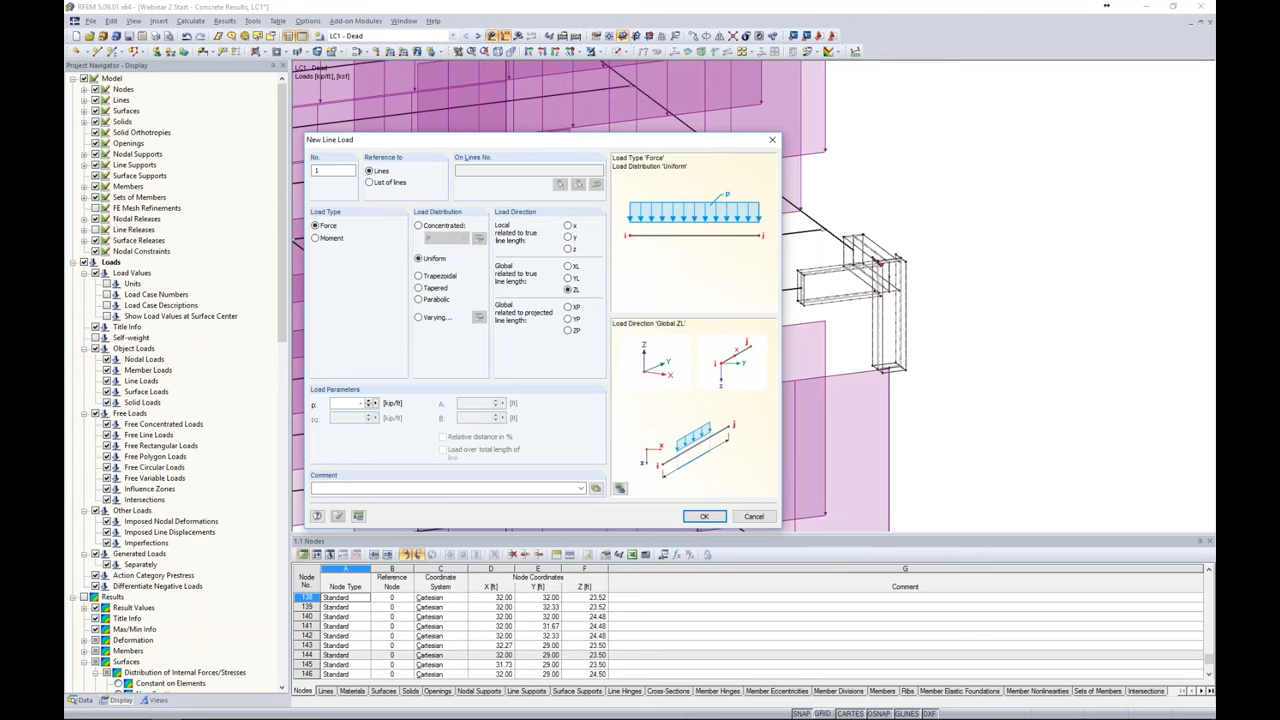 RFEM 5.09.01 x64 - [Webinar 2 Start - Concrete Results, LC1*]
File Edit View Insert Calculate Results Tools Table Options Add-on Modules Window Help
LC1 - Dead
Project Navigator - Display
Model
Nodes
Lines
Surfaces
Solids
Solid Orthotropies
Openings
Nodal Supports
Line Supports
Surface Supports
Members
Sets of Members
FE Mesh Refinements
Nodal Releases
Line Releases
Surface Releases
Nodal Constraints
Loads
Load Values
Units
Load Case Numbers
Load Case Descriptions
Show Load Values at Surface Center
Title Info
Self-weight
Object Loads
Nodal Loads
Member Loads
Line Loads
Surface Loads
Solid Loads
Free Loads
Free Concentrated Loads
Free Line Loads
Free Rectangular Loads
Free Polygon Loads
Free Circular Loads
Free Variable Loads
Influence Zones
Intersections
Other Loads
Imposed Nodal Deformations
Imposed Line Displacements
Imperfections
Generated Loads
Separately
Action Category Prestress
Differentiate Negative Loads
Results
Result Values
Title Info
Max/Min Info
Deformation
Members
Surfaces
Distribution of Internal Forces/Stresses
Constant on Elements
Data Display Views
LC1 - Dead
Loads [kip/ft], [ksf]
New Line Load
No.
1
Reference to
Lines
List of lines
On Lines No.
Load Type
Force
Moment
Load Distribution
Concentrated:
P
Uniform
Trapezoidal
Tapered
Parabolic
Varying...
Load Direction
Local
related to true
line length:
x
y
z
Global
related to true
line length:
XL
YL
ZL
Global
related to projected
line length:
XP
YP
ZP
Load Parameters
p: - [kip/ft]
p2: [kip/ft]
A: [ft]
B: [ft]
Relative distance in %
Load over total length of
line
Comment
OK Cancel
Load Type 'Force'
Load Distribution 'Uniform'
p
i j
Load Direction 'Global ZL'
Z
Y
X
j
x
i
y
z
j
x
z
i
1.1 Nodes
A B C D E F G
Node Reference Coordinate Node Coordinates
No. Node Type Node System X [ft] Y [ft] Z [ft] Comment
138 Standard 0 Cartesian 32.00 32.00 23.52
139 Standard 0 Cartesian 32.00 32.33 23.52
140 Standard 0 Cartesian 32.00 32.00 24.48
141 Standard 0 Cartesian 32.00 31.67 24.48
142 Standard 0 Cartesian 32.00 32.33 24.48
143 Standard 0 Cartesian 32.27 29.00 23.50
144 Standard 0 Cartesian 32.00 29.00 23.50
145 Standard 0 Cartesian 31.73 29.00 23.50
146 Standard 0 Cartesian 32.00 29.00 24.50
Nodes Lines Materials Surfaces Solids Openings Nodal Supports Line Supports Surface Supports Line Hinges Cross-Sections Member Hinges Member Eccentricities Member Divisions Members Ribs Member Elastic Foundations Member Nonlinearities Sets of Members Intersections
SNAP GRID CARTES OSNAP GLINES DXF